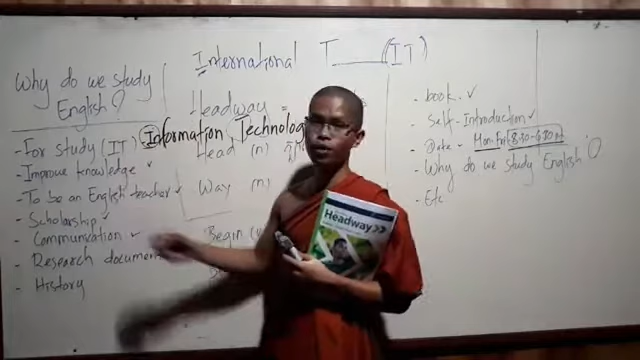 International T___ (IT)
Why do we study
English?
- For study (IT) Information Technolog
- Improve knowledge ✓
- To be an English teacher ✓
- Scholarship ✓
- Communication ✓
- Research document
- History
Headway =
Head (n)
Way (n)
Begin (v
Headway
- book. ✓
- Self-Introduction ✓
- Date - Mon-Fri
- Why do we study English?
- Etc